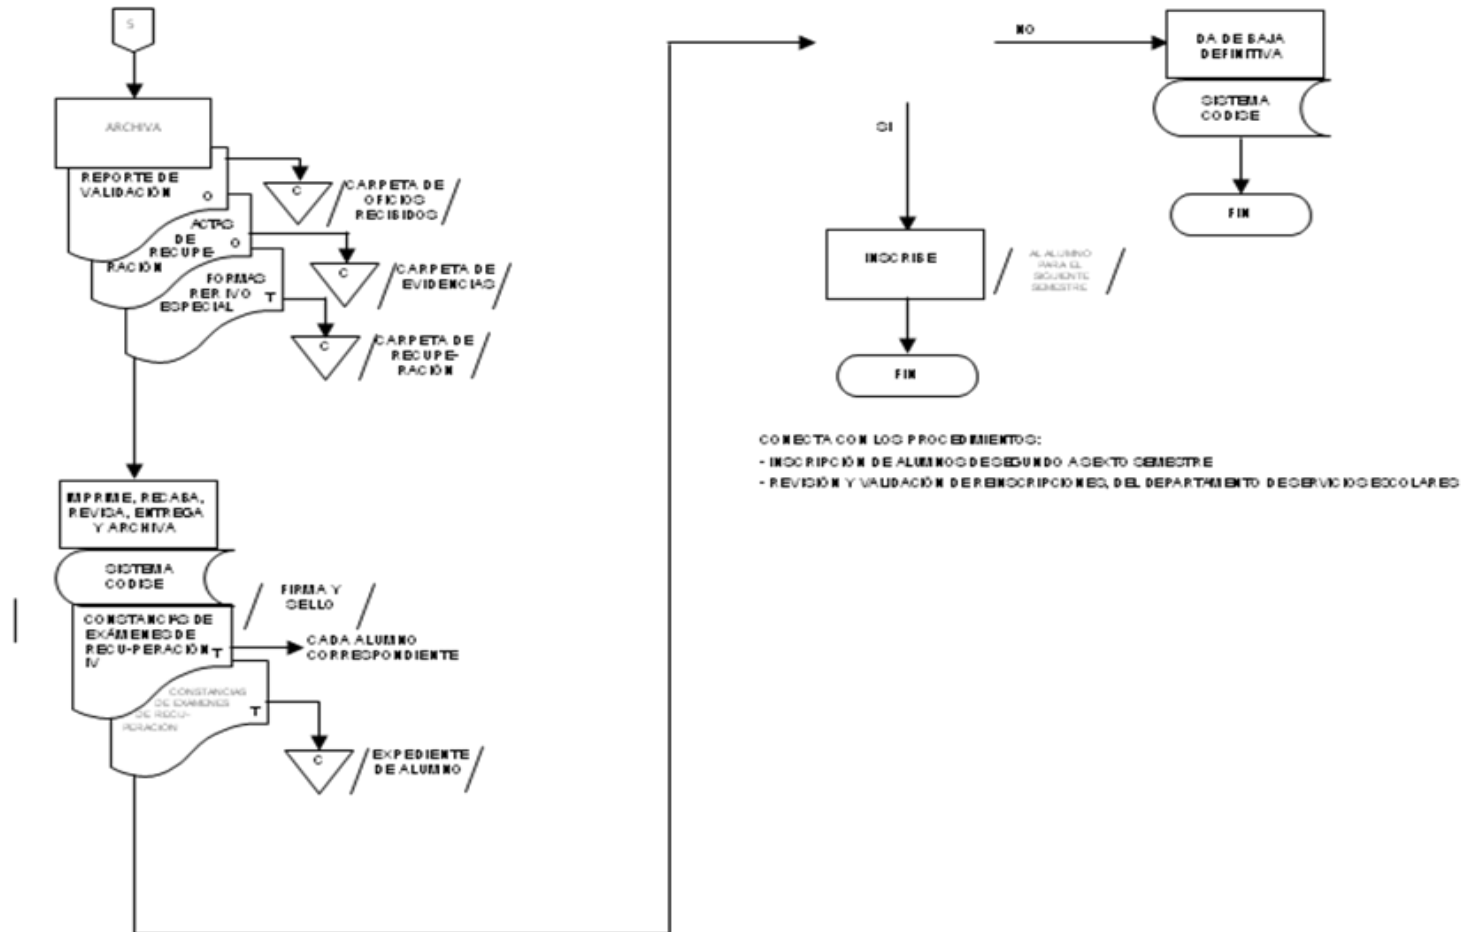 5
ARCHIVA
REPORTE DE
VALIDACIÓN
O
C
CARPETA DE
OFICIOS
RECIBIDOS
ACTAS
DE
RECUPE-
RACIÓN
O
C
CARPETA DE
EVIDENCIAS
FORMAS
RERIVO
ESPECIAL
T
C
CARPETA DE
RECUPE-
RACIÓN
IMPRIME, RECABA,
REVISA, ENTREGA
Y ARCHIVA
SISTEMA
CODISE
FIRMA Y
SELLO
CONSTANCIAS DE
EXÁMENES DE
RECU-PERACIÓN
IV
T
CADA ALUMNO
CORRESPONDIENTE
CONSTANCIAS
DE EXAMENES
DE RECU-
PERACIÓN
T
C
EXPEDIENTE
DE ALUMNO
NO
DA DE BAJA
DEFINITIVA
SISTEMA
CODISE
FIN
SI
INSCRIBE
AL ALUMNO
PARA EL
SIGUIENTE
SEMESTRE
FIN
CONECTA CON LOS PROCEDIMIENTOS:
- INSCRIPCIÓN DE ALUMNOS DE SEGUNDO A SEXTO SEMESTRE
- REVISIÓN Y VALIDACIÓN DE REINSCRIPCIONES, DEL DEPARTAMENTO DE SERVICIOS ESCOLARES